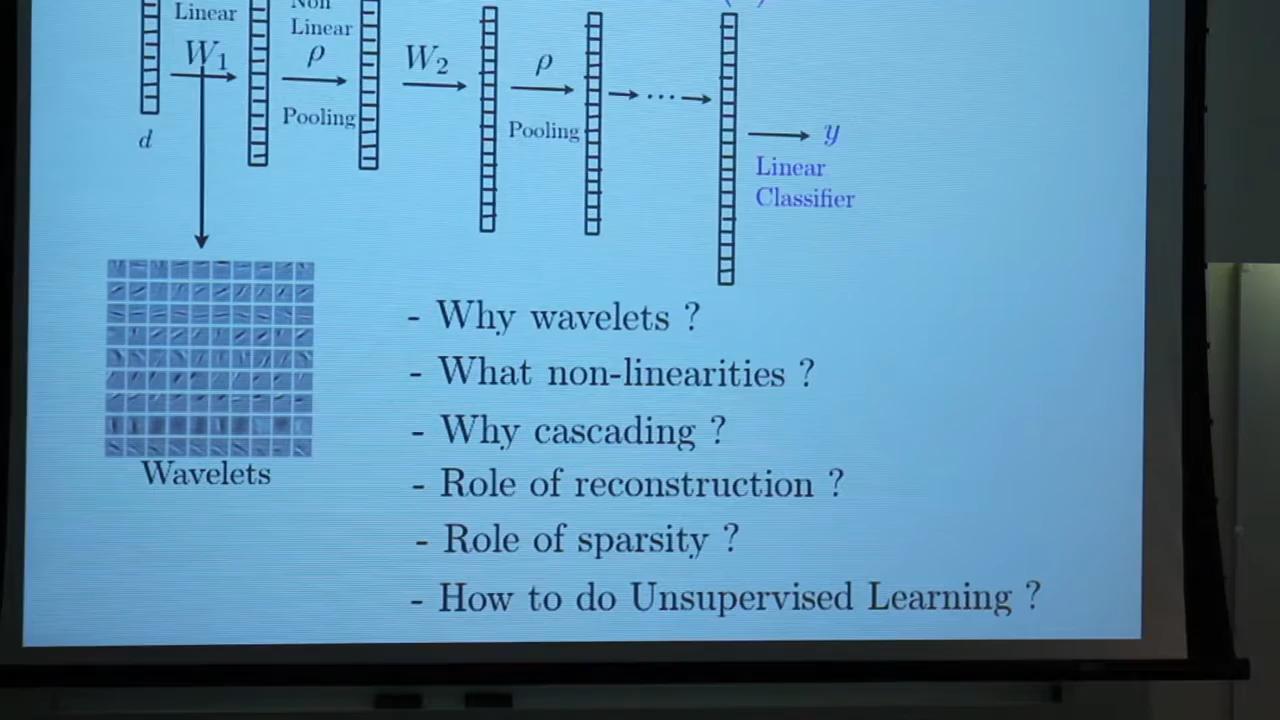 Linear
Non
Linear
W₁
ρ
W₂
ρ
Pooling
Pooling
d
y
Linear
Classifier
- Why wavelets ?
- What non-linearities ?
- Why cascading ?
- Role of reconstruction ?
- Role of sparsity ?
- How to do Unsupervised Learning ?
Wavelets